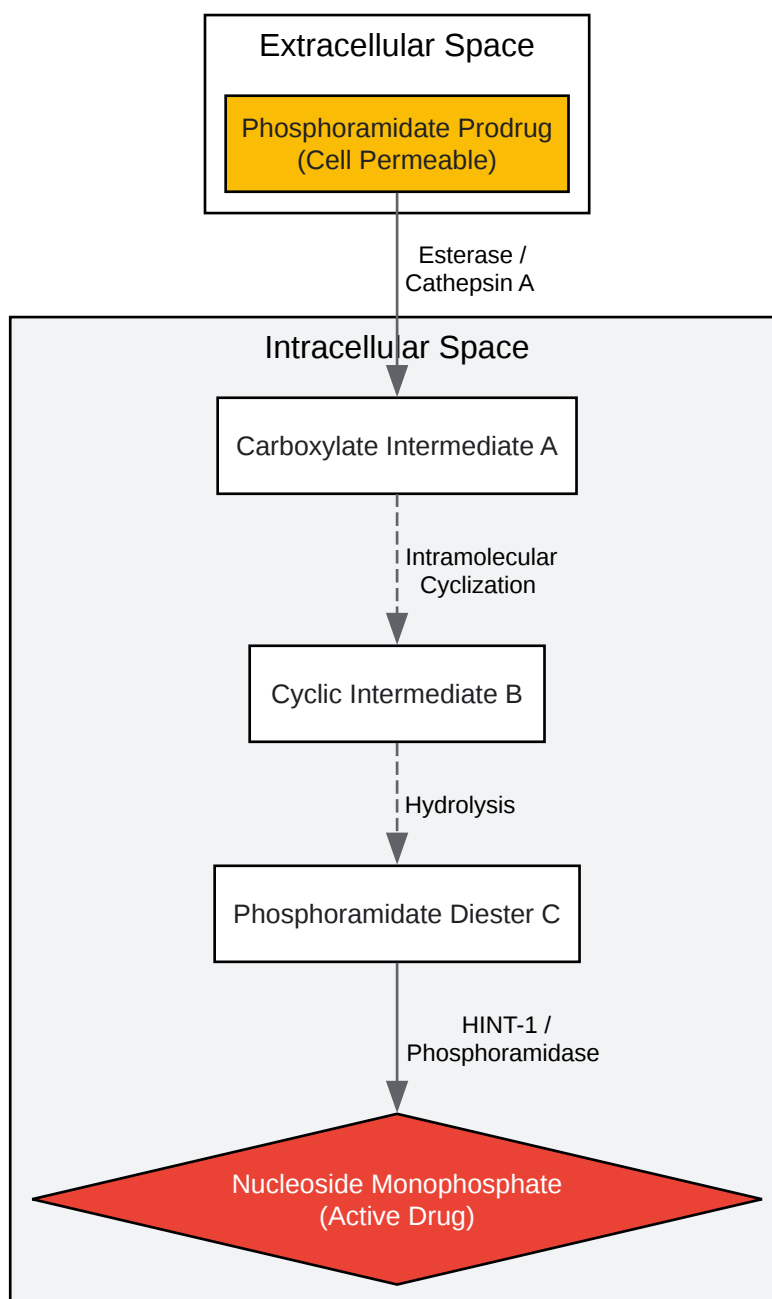 Extracellular Space
Phosphoramidate Prodrug
(Cell Permeable)
Esterase /
Cathepsin A
Intracellular Space
Carboxylate Intermediate A
Intramolecular
Cyclization
Cyclic Intermediate B
Hydrolysis
Phosphoramidate Diester C
HINT-1 /
Phosphoramidase
Nucleoside Monophosphate
(Active Drug)